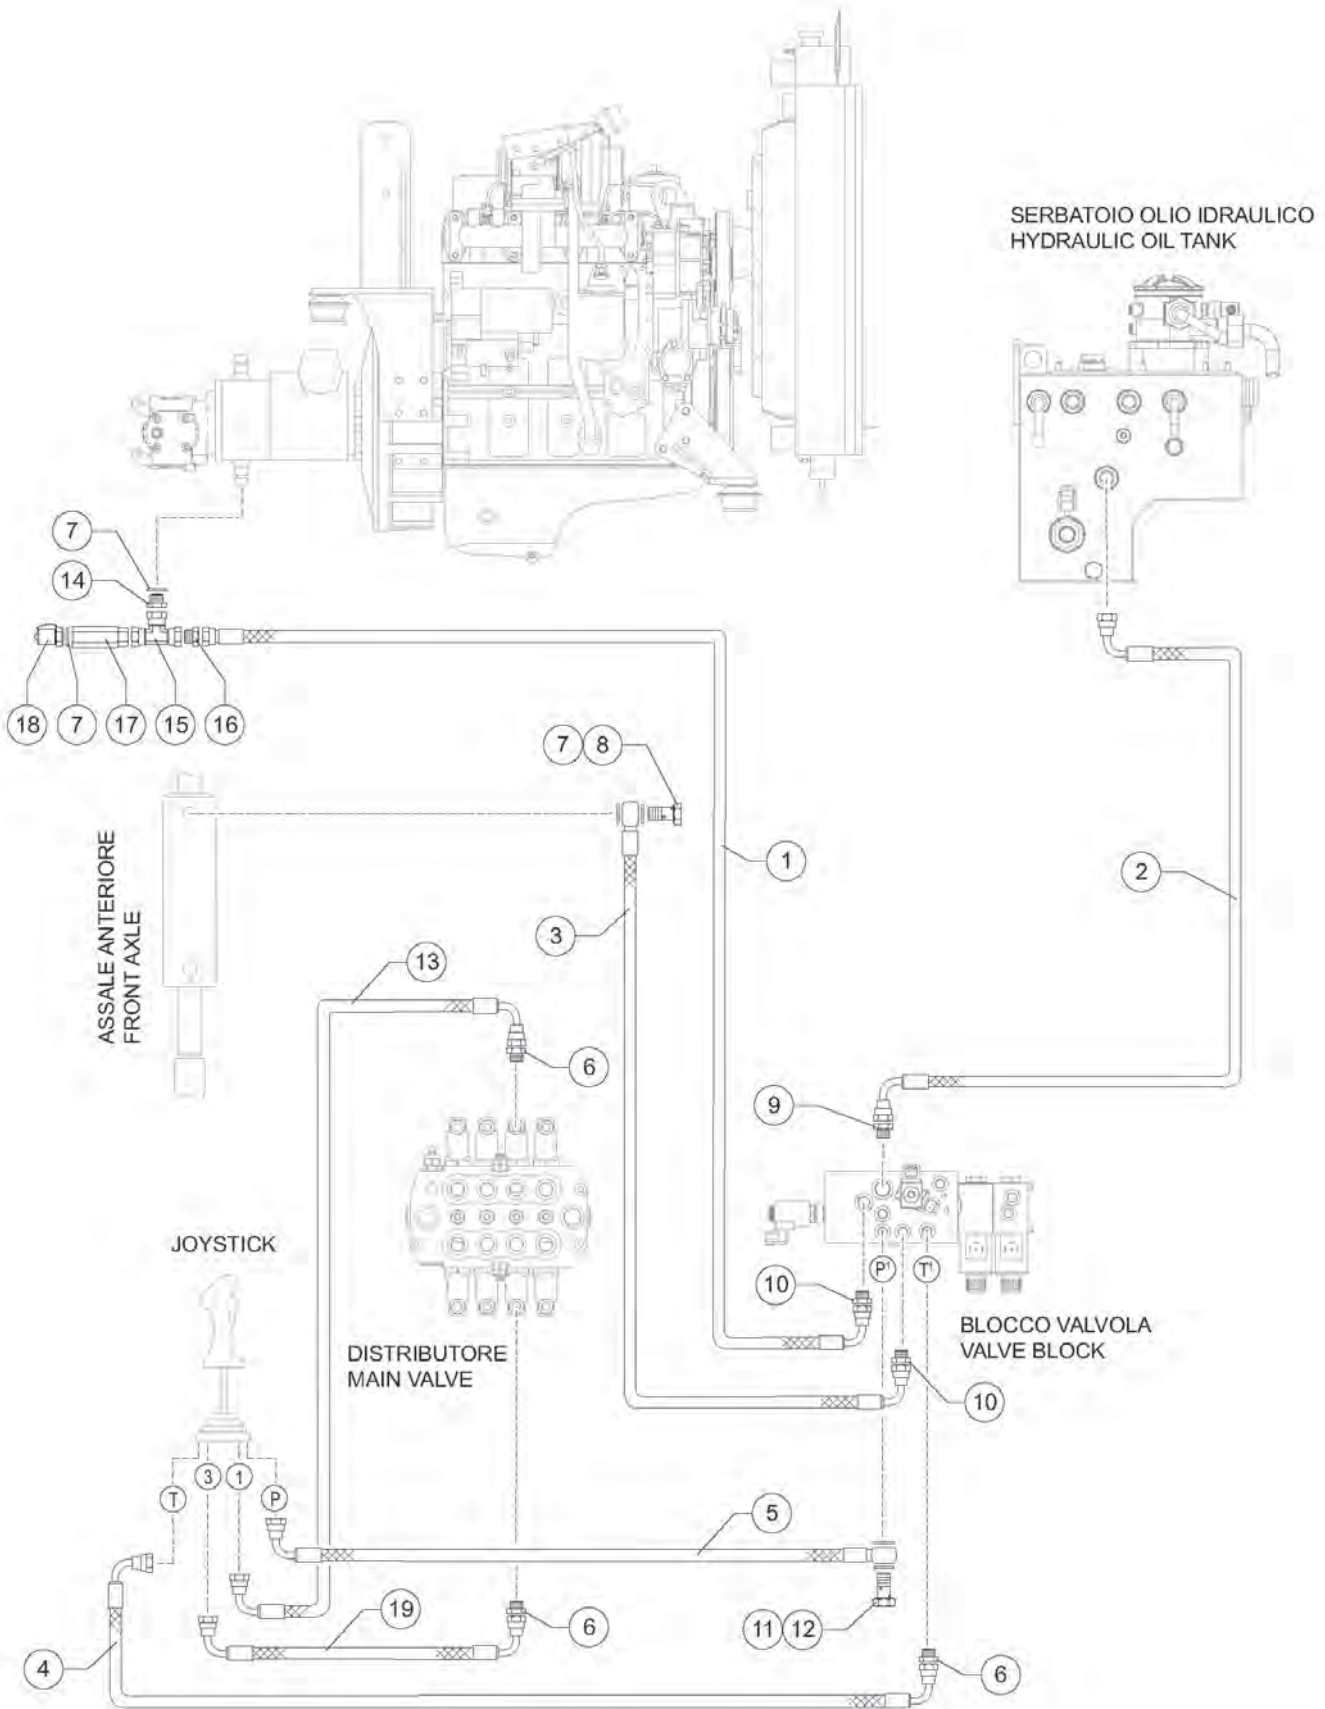 SERBATOIO OLIO IDRAULICO
HYDRAULIC OIL TANK
7
14
18
7
17
15
16
7
8
ASSALE ANTERIORE
FRONT AXLE
1
2
3
13
6
9
JOYSTICK
P1
T1
10
BLOCCO VALVOLA
VALVE BLOCK
DISTRIBUTORE
MAIN VALVE
10
T
3
1
P
5
19
6
11
12
4
6